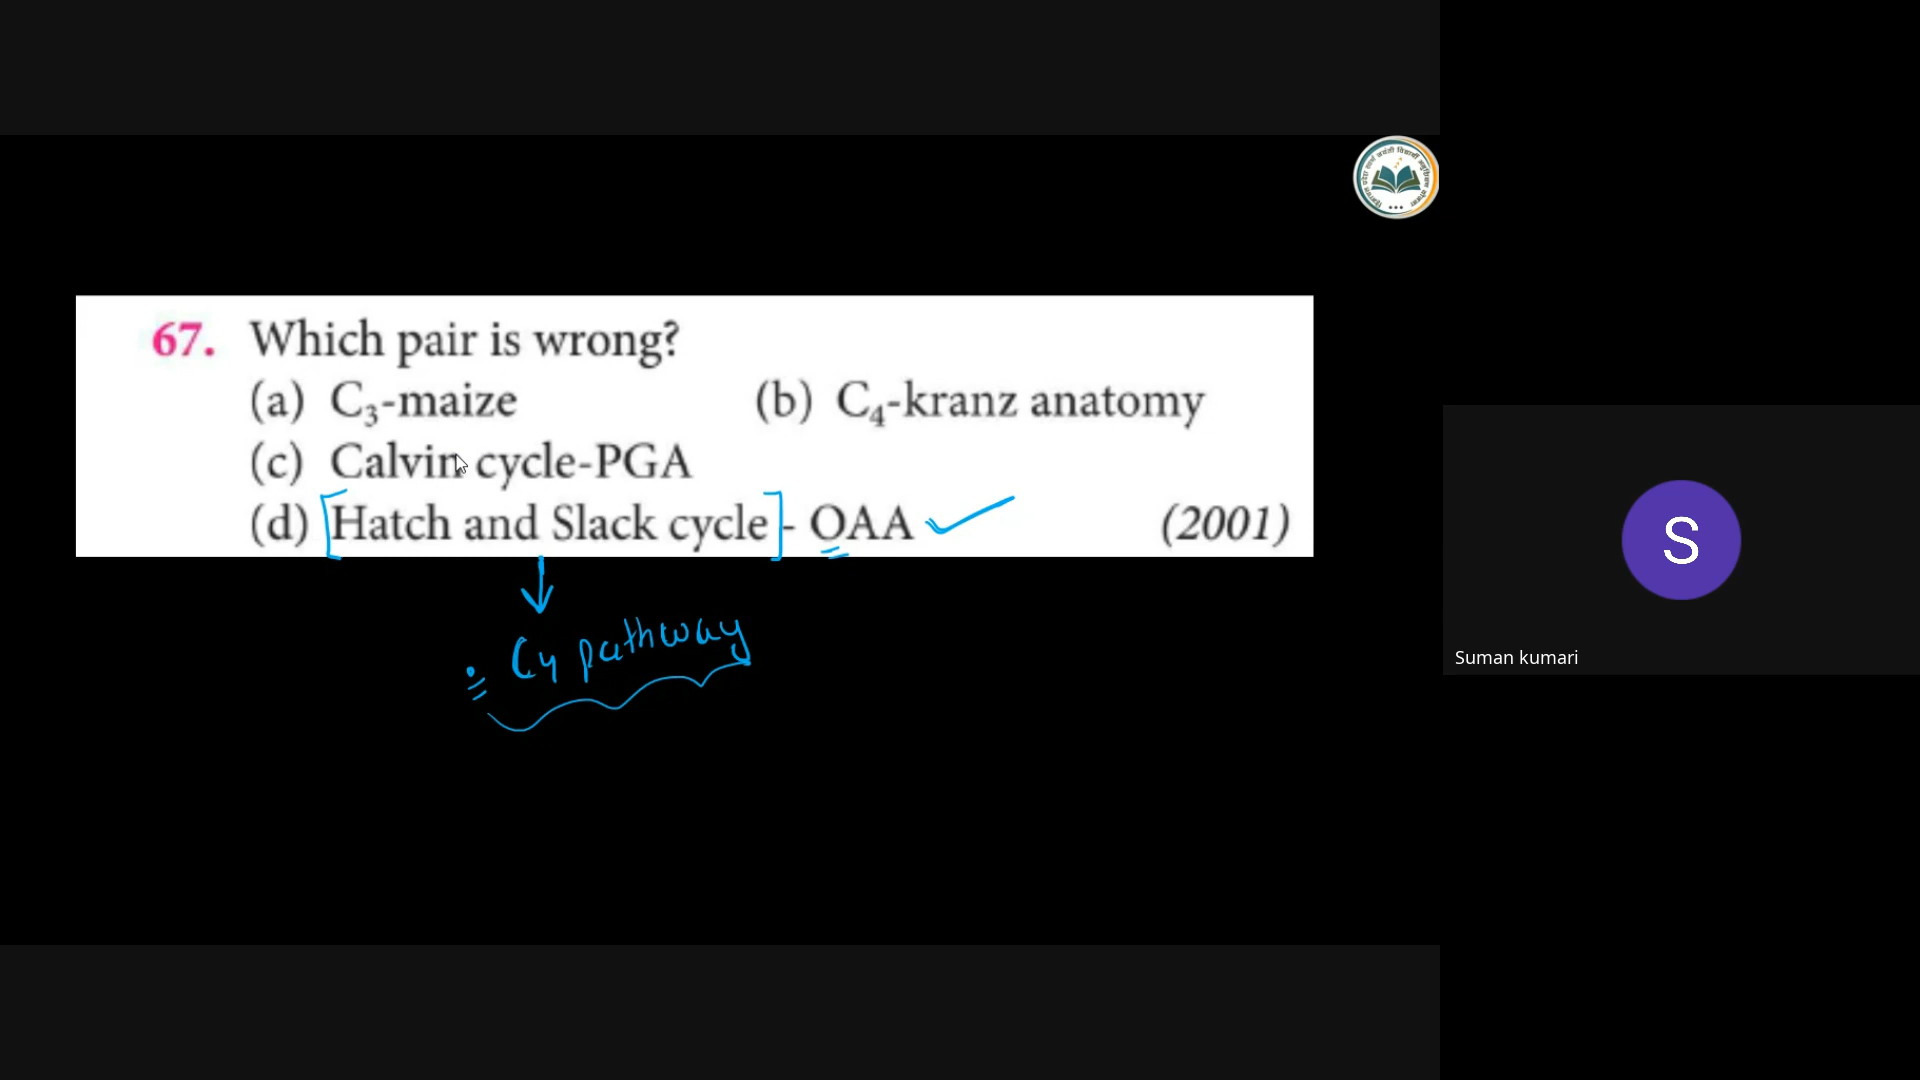 67. Which pair is wrong?
(a) C₃-maize (b) C₄-kranz anatomy
(c) Calvin cycle-PGA
(d) [Hatch and Slack cycle] - OAA (2001)
C4 pathway
S
Suman kumari